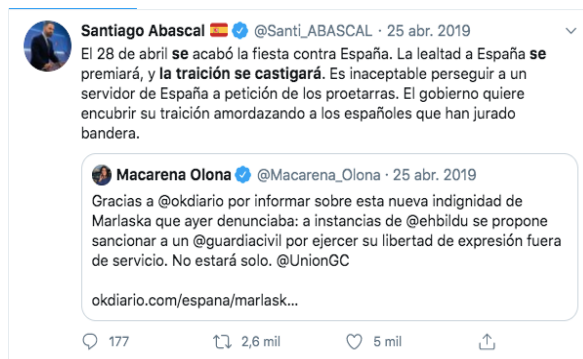 Santiago Abascal 🇪🇸 @Santi_ABASCAL · 25 abr. 2019
El 28 de abril se acabó la fiesta contra España. La lealtad a España se
premiará, y la traición se castigará. Es inaceptable perseguir a un
servidor de España a petición de los proetarras. El gobierno quiere
encubrir su traición amordazando a los españoles que han jurado
bandera.
Macarena Olona @Macarena_Olona · 25 abr. 2019
Gracias a @okdiario por informar sobre esta nueva indignidad de
Marlaska que ayer denunciaba: a instancias de @ehbildu se propone
sancionar a un @guardiacivil por ejercer su libertad de expresión fuera
de servicio. No estará solo. @UnionGC
okdiario.com/espana/marlask...
177 2,6 mil 5 mil